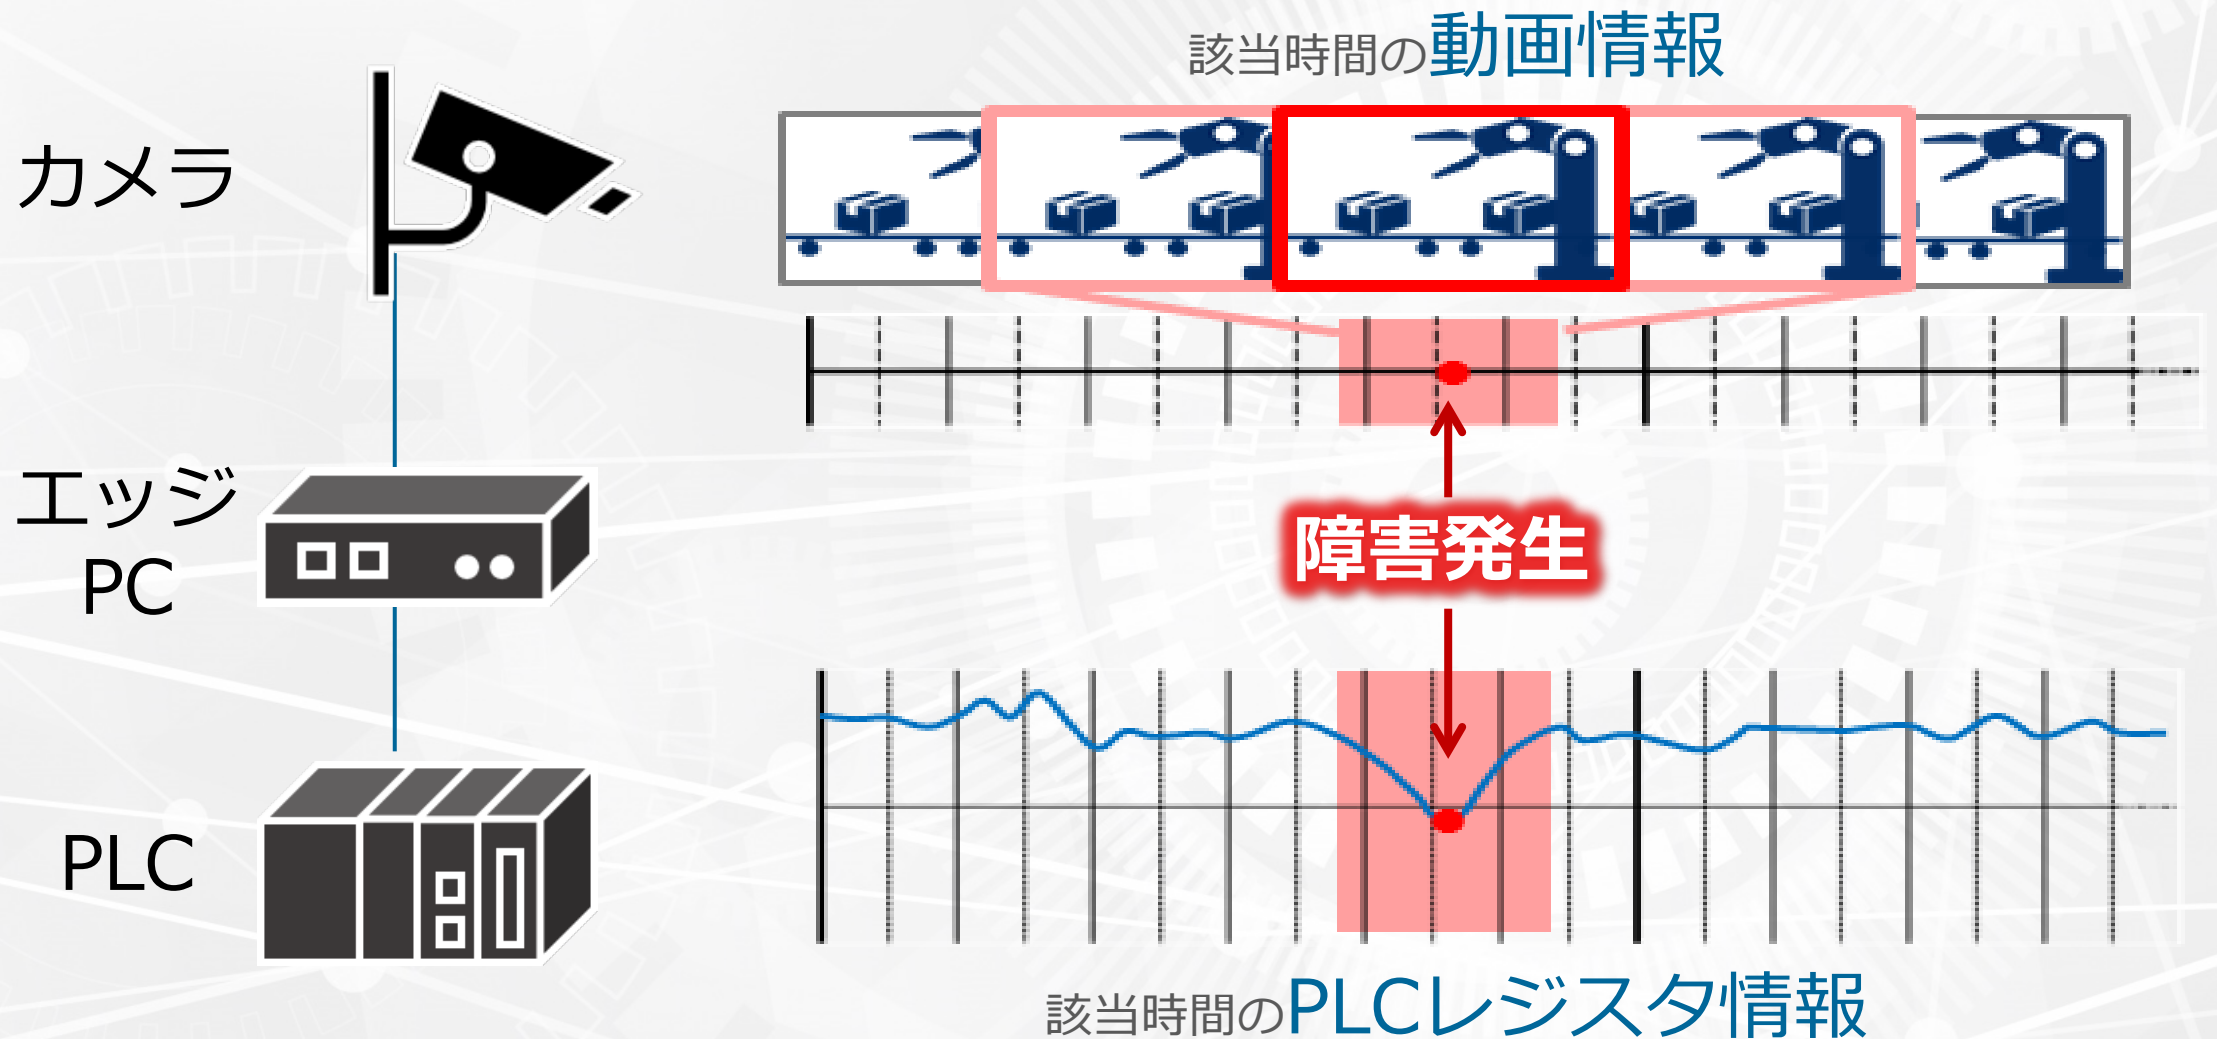 該当時間の動画情報
カメラ
エッジ
PC
障害発生
PLC
該当時間のPLCレジスタ情報